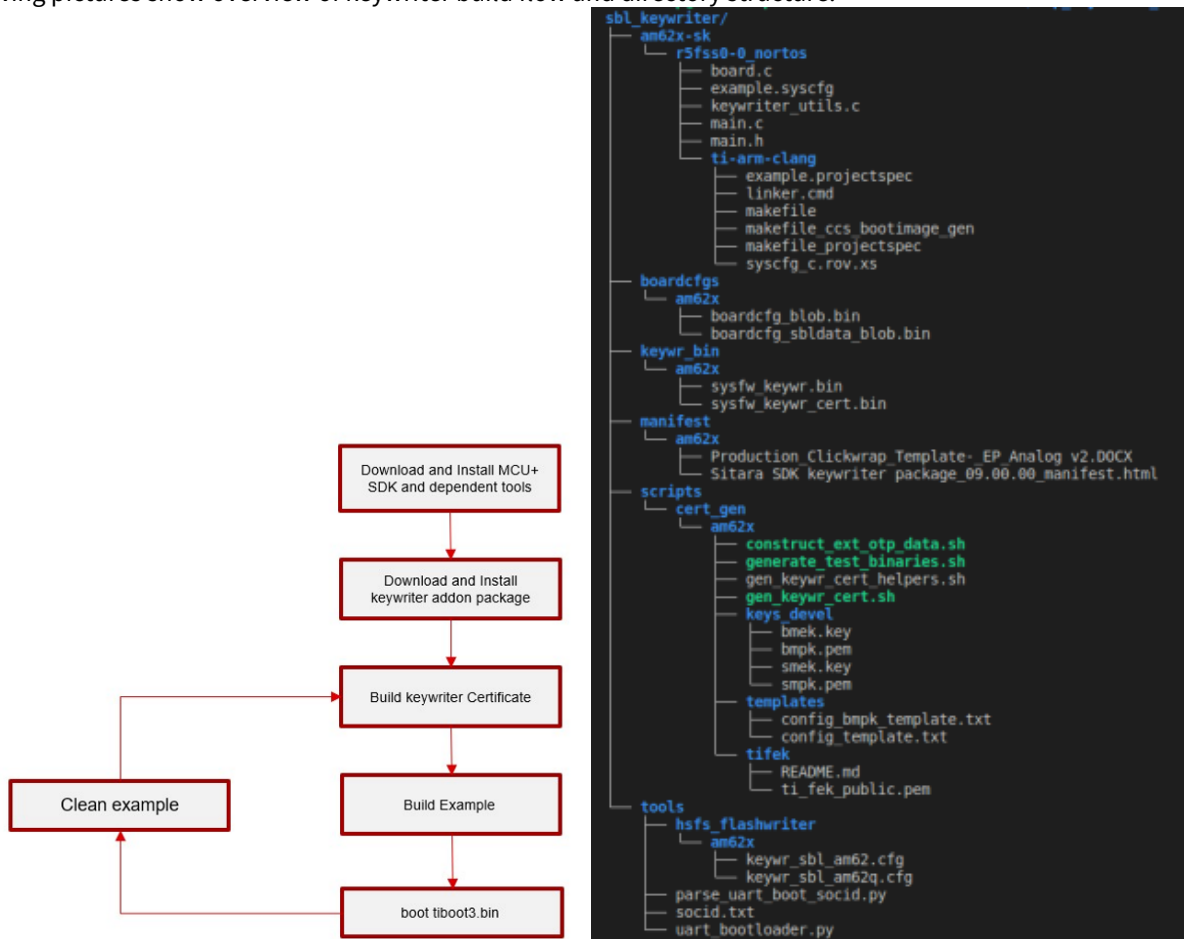 sbl_keywriter/
am62x-sk
r5fss0-0_nortos
board.c
example.syscfg
keywriter_utils.c
main.c
main.h
ti-arm-clang
example.projectspec
linker.cmd
makefile
makefile_ccs_bootimage_gen
makefile_projectspec
syscfg_c.rov.xs
boardcfgs
am62x
boardcfg_blob.bin
boardcfg_sbldata_blob.bin
keywr_bin
am62x
sysfw_keywr.bin
sysfw_keywr_cert.bin
manifest
am62x
Production_Clickwrap_Template-_EP_Analog v2.DOCX
Sitara SDK keywriter package_09.00.00_manifest.html
scripts
cert_gen
am62x
construct_ext_otp_data.sh
generate_test_binaries.sh
gen_keywr_cert_helpers.sh
gen_keywr_cert.sh
keys_devel
bmek.key
bmpk.pem
smek.key
smpk.pem
templates
config_bmpk_template.txt
config_template.txt
tifek
README.md
ti_fek_public.pem
tools
hsfs_flashwriter
am62x
keywr_sbl_am62.cfg
keywr_sbl_am62q.cfg
parse_uart_boot_socid.py
socid.txt
uart_bootloader.py
Download and Install MCU+
SDK and dependent tools
Download and Install
keywriter addon package
Build keywriter Certificate
Build Example
boot tiboot3.bin
Clean example